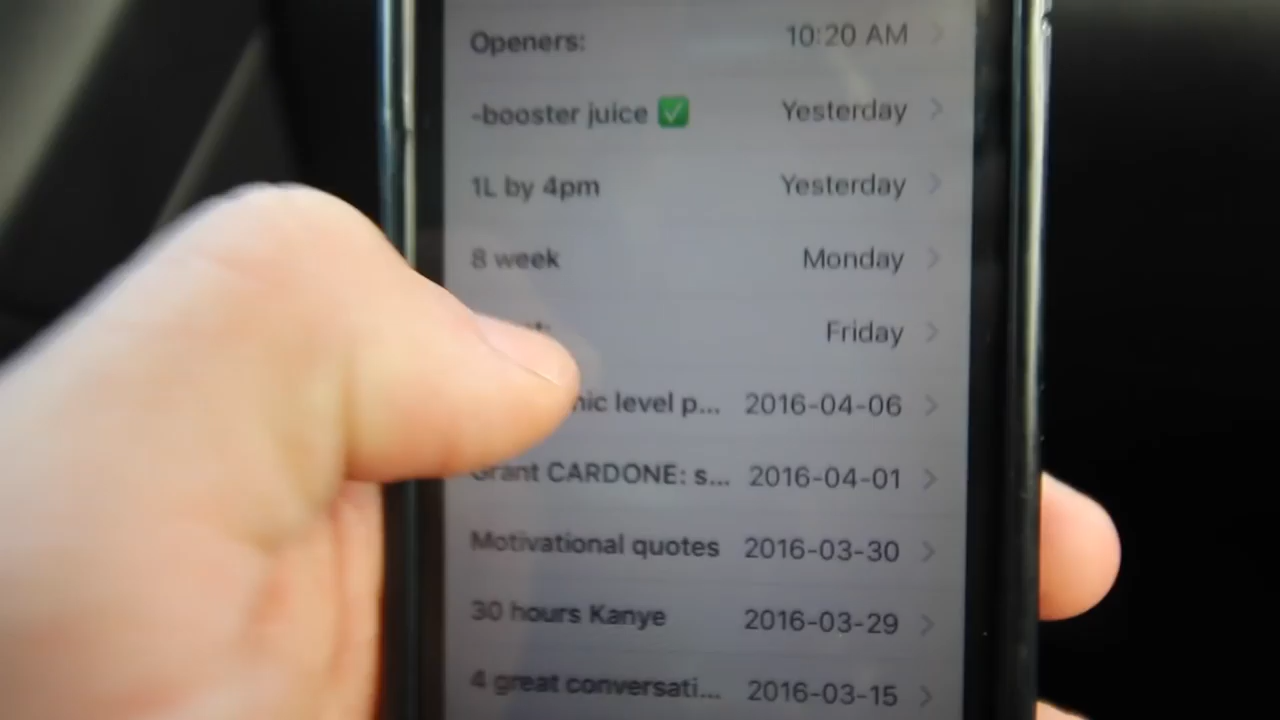 Openers: 10:20 AM
-booster juice ✅ Yesterday
1L by 4pm Yesterday
8 week Monday
Friday
level p... 2016-04-06
Grant CARDONE: s... 2016-04-01
Motivational quotes 2016-03-30
30 hours Kanye 2016-03-29
4 great conversati... 2016-03-15